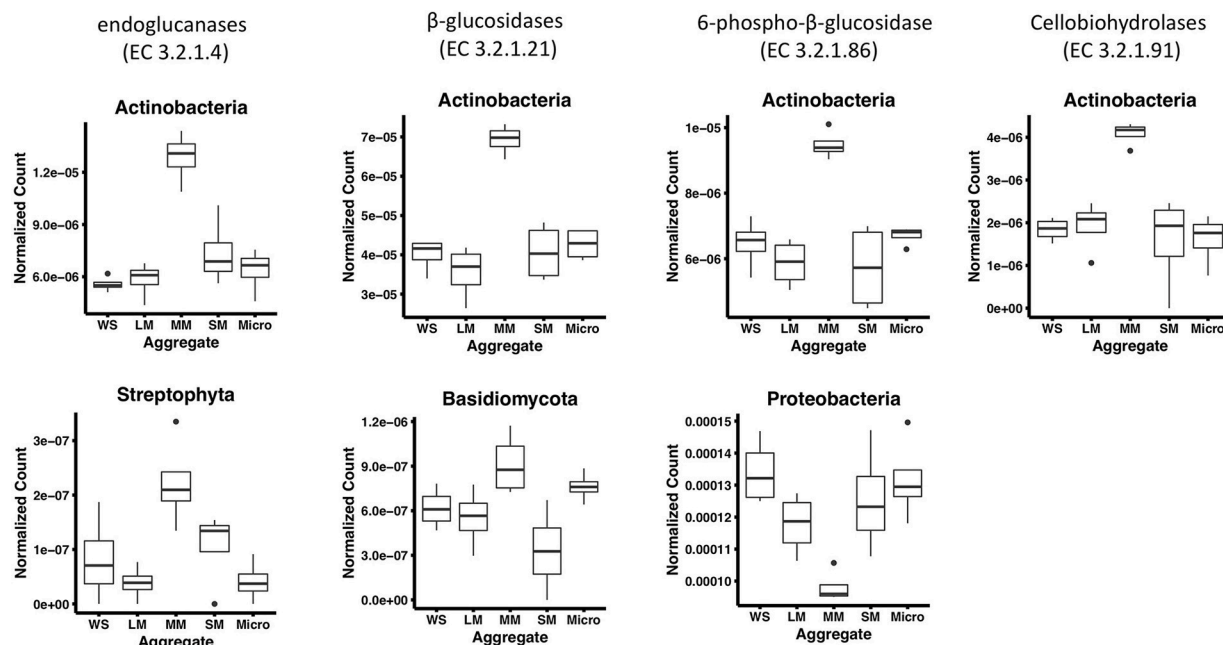 endoglucanases
(EC 3.2.1.4)
β-glucosidases
(EC 3.2.1.21)
6-phospho-β-glucosidase
(EC 3.2.1.86)
Cellobiohydrolases
(EC 3.2.1.91)
Actinobacteria
Normalized Count
1.2e-05
9.0e-06
6.0e-06
WS LM MM SM Micro
Aggregate
Actinobacteria
Normalized Count
7e-05
6e-05
5e-05
4e-05
3e-05
WS LM MM SM Micro
Aggregate
Actinobacteria
Normalized Count
1e-05
8e-06
6e-06
WS LM MM SM Micro
Aggregate
Actinobacteria
Normalized Count
4e-06
3e-06
2e-06
1e-06
0e+00
WS LM MM SM Micro
Aggregate
Streptophyta
Normalized Count
3e-07
2e-07
1e-07
0e+00
WS LM MM SM Micro
Aggregate
Basidiomycota
Normalized Count
1.2e-06
9.0e-07
6.0e-07
3.0e-07
0.0e+00
WS LM MM SM Micro
Aggregate
Proteobacteria
Normalized Count
0.00015
0.00014
0.00013
0.00012
0.00011
0.00010
WS LM MM SM Micro
Aggregate